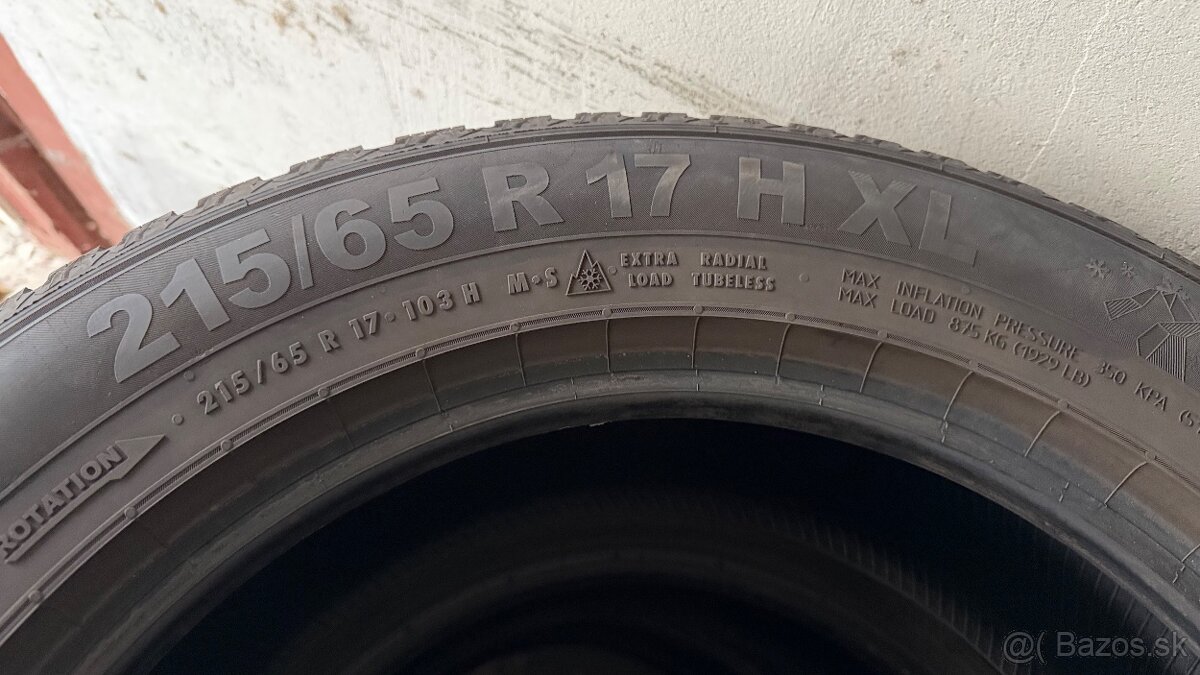 215/65 R 17 H XL
ROTATION
215/65 R 17 • 103 H M•S
EXTRA LOAD
RADIAL TUBELESS
MAX INFLATION PRESSURE 350 KPA
MAX LOAD 875 KG (1929 LB)
@( Bazos.sk